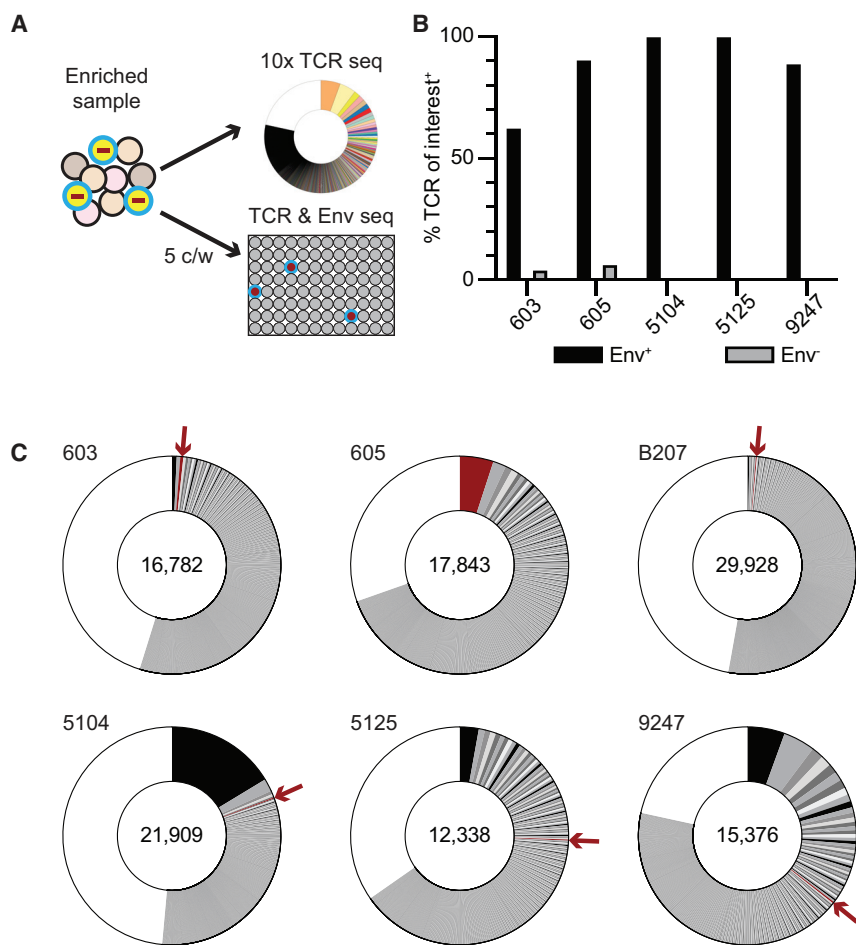 A
Enriched
sample
10x TCR seq
TCR & Env seq
5 c/w
B
% TCR of interest⁺
100
50
0
603
605
5104
5125
9247
Env⁺
Env⁻
C
603
16,782
605
17,843
B207
29,928
5104
21,909
5125
12,338
9247
15,376